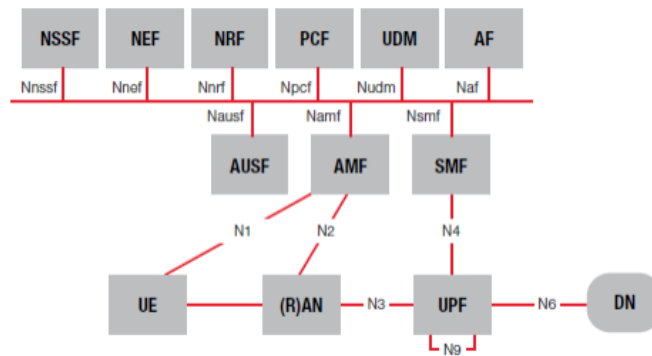 NSSF NEF NRF PCF UDM AF
Nnssf Nnef Nnrf Npcf Nudm Naf
Nausf Namf Nsmf
AUSF AMF SMF
N1 N2 N4
UE (R)AN N3 UPF N6 DN
N9